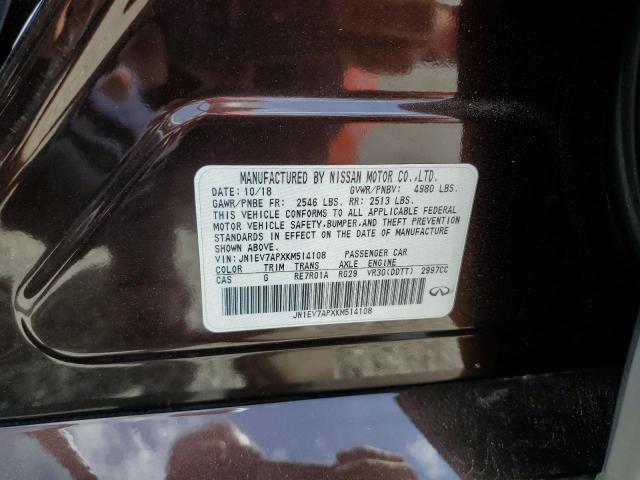 MANUFACTURED BY NISSAN MOTOR CO.,LTD.
DATE: 10/18 GVWR/PNBV: 4980 LBS.
GAWR/PNBE FR: 2546 LBS. RR: 2513 LBS.
THIS VEHICLE CONFORMS TO ALL APPLICABLE FEDERAL
MOTOR VEHICLE SAFETY, BUMPER, AND THEFT PREVENTION
STANDARDS IN EFFECT ON THE DATE OF MANUFACTURE
SHOWN ABOVE.
VIN: JN1EV7APXKM514108 PASSENGER CAR
COLOR TRIM TRANS AXLE ENGINE
CAS G RE7R01A RG29 VR30(DDTT) 2997CC
JN1EV7APXKM514108